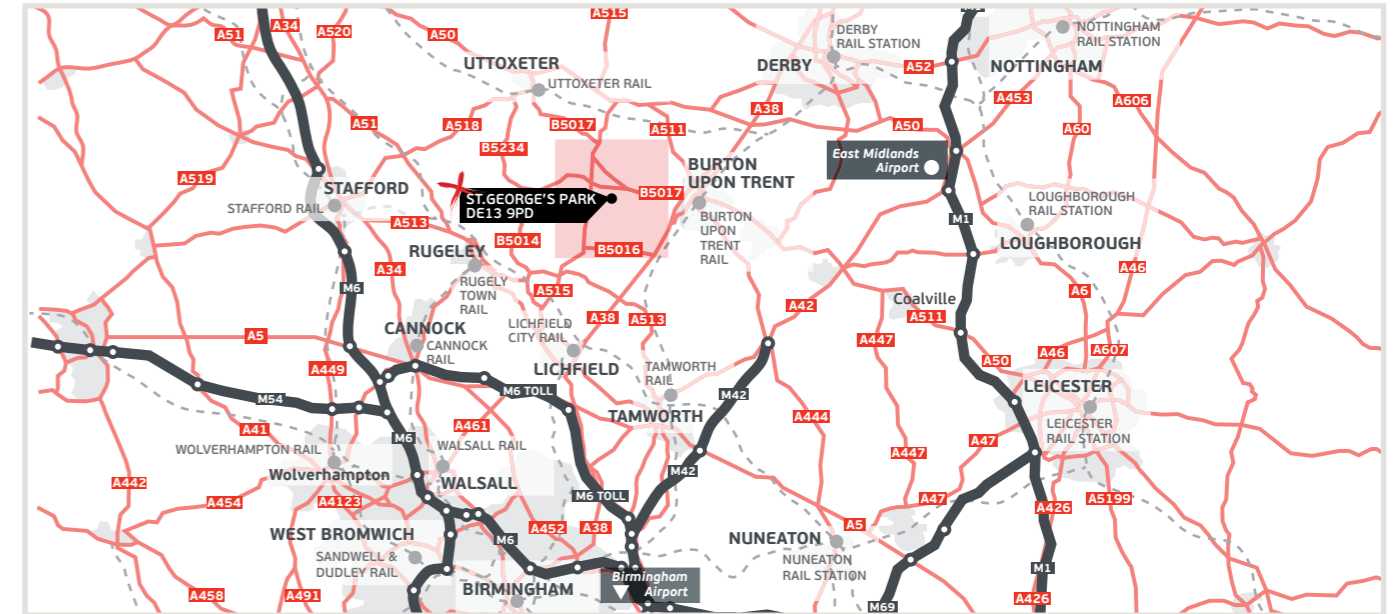 A51
A34
A520
A50
A515
UTTOXETER
UTTOXETER RAIL
DERBY
RAIL STATION
DERBY
A52
NOTTINGHAM
RAIL STATION
NOTTINGHAM
A453
A606
A60
A51
A518
B5017
B5234
A511
A38
A50
East Midlands
Airport
A519
STAFFORD
STAFFORD RAIL
A513
ST.GEORGE'S PARK
DE13 9PD
BURTON
UPON TRENT
B5017
BURTON
UPON
TRENT
RAIL
B5014
B5016
M1
LOUGHBOROUGH
RAIL STATION
LOUGHBOROUGH
A46
RUGELEY
RUGELY
TOWN
RAIL
A34
M6
A515
A38
A513
A42
Coalville
A511
A6
A5
CANNOCK
CANNOCK
RAIL
LICHFIELD
CITY RAIL
LICHFIELD
A447
A50
A46
A607
A449
M6 TOLL
TAMWORTH
RAIL
TAMWORTH
M42
LEICESTER
LEICESTER
RAIL STATION
M54
A41
M6
A461
A444
A47
A447
WOLVERHAMPTON RAIL
Wolverhampton
WALSALL RAIL
WALSALL
M42
A442
A454
A4123
M6 TOLL
A47
A5199
A426
WEST BROMWICH
SANDWELL &
DUDLEY RAIL
M6
A452
A38
A5
NUNEATON
NUNEATON
RAIL STATION
Birmingham
Airport
BIRMINGHAM
M1
A458
A491
M69
A426